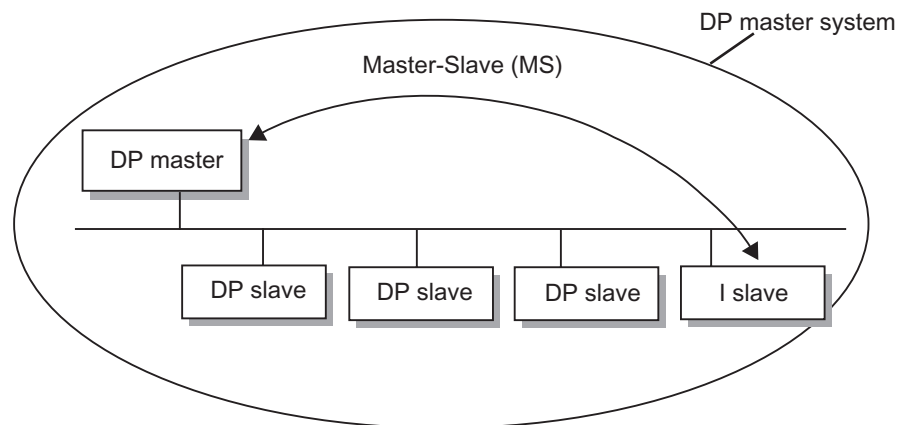 DP master system
Master-Slave (MS)
DP master
DP slave
DP slave
DP slave
I slave